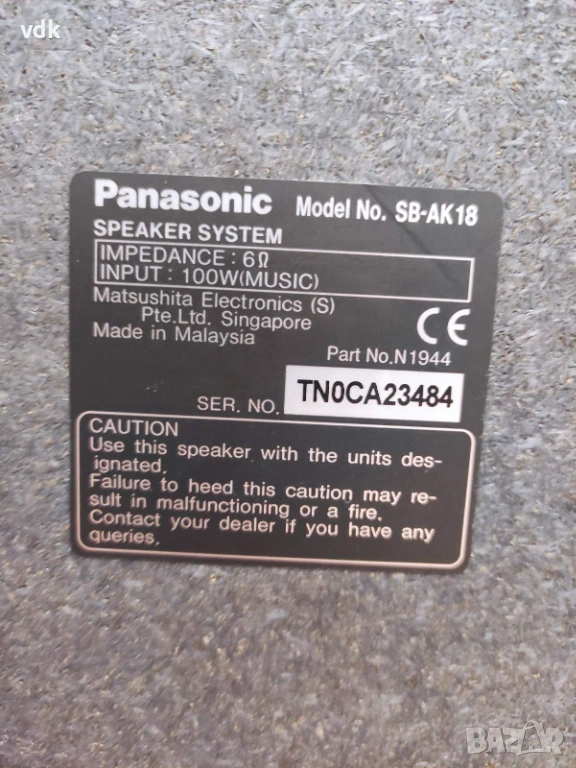 vdk
Panasonic Model No. SB-AK18
SPEAKER SYSTEM
IMPEDANCE : 6Ω
INPUT : 100W(MUSIC)
Matsushita Electronics (S)
Pte.Ltd. Singapore
Made in Malaysia
CE
Part No.N1944
SER. NO. TN0CA23484
CAUTION
Use this speaker with the units des-
ignated.
Failure to heed this caution may re-
sult in malfunctioning or a fire.
Contact your dealer if you have any
queries.
BAZAR